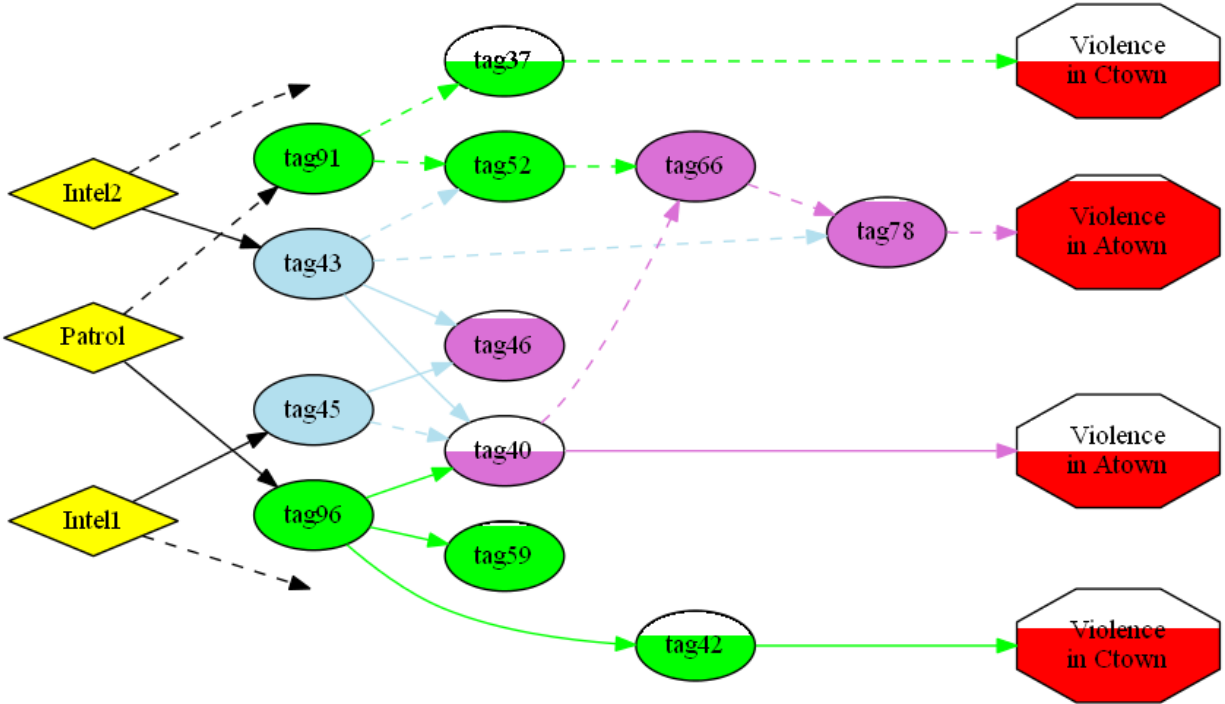 tag37
Violence
in Ctown
Intel2
tag91
tag52
tag66
tag78
Violence
in Atown
tag43
Patrol
tag46
tag45
tag40
Violence
in Atown
Intel1
tag96
tag59
tag42
Violence
in Ctown